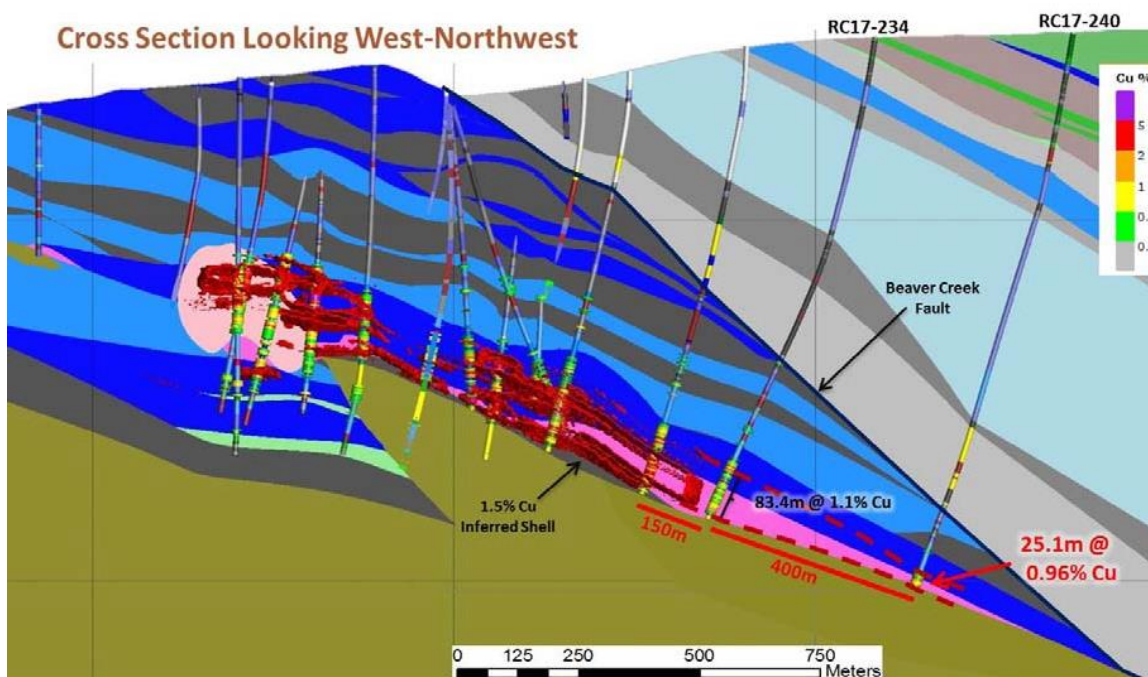 Cross Section Looking West-Northwest
RC17-234
RC17-240
Cu %
5
2
1
0.
0.
Beaver Creek
Fault
1.5% Cu
Inferred Shell
83.4m @ 1.1% Cu
150m
400m
25.1m @
0.96% Cu
0 125 250 500 750
Meters